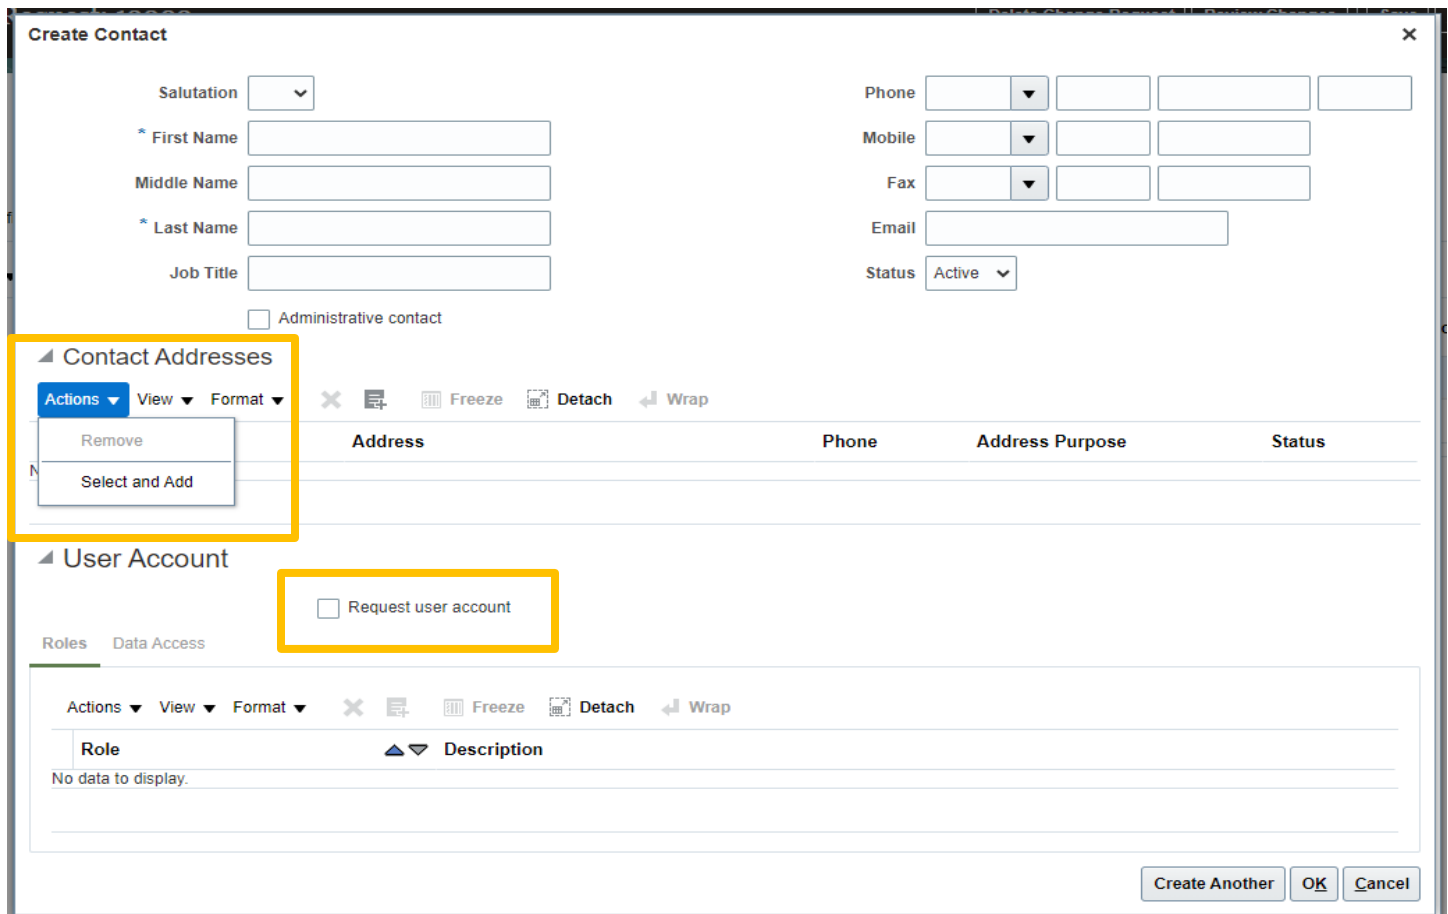 Create Contact
Salutation
* First Name
Middle Name
* Last Name
Job Title
Administrative contact
Phone
Mobile
Fax
Email
Status Active
Contact Addresses
Actions View Format Freeze Detach Wrap
Remove
Select and Add
Address Phone Address Purpose Status
User Account
Request user account
Roles Data Access
Actions View Format Freeze Detach Wrap
Role Description
No data to display.
Create Another OK Cancel